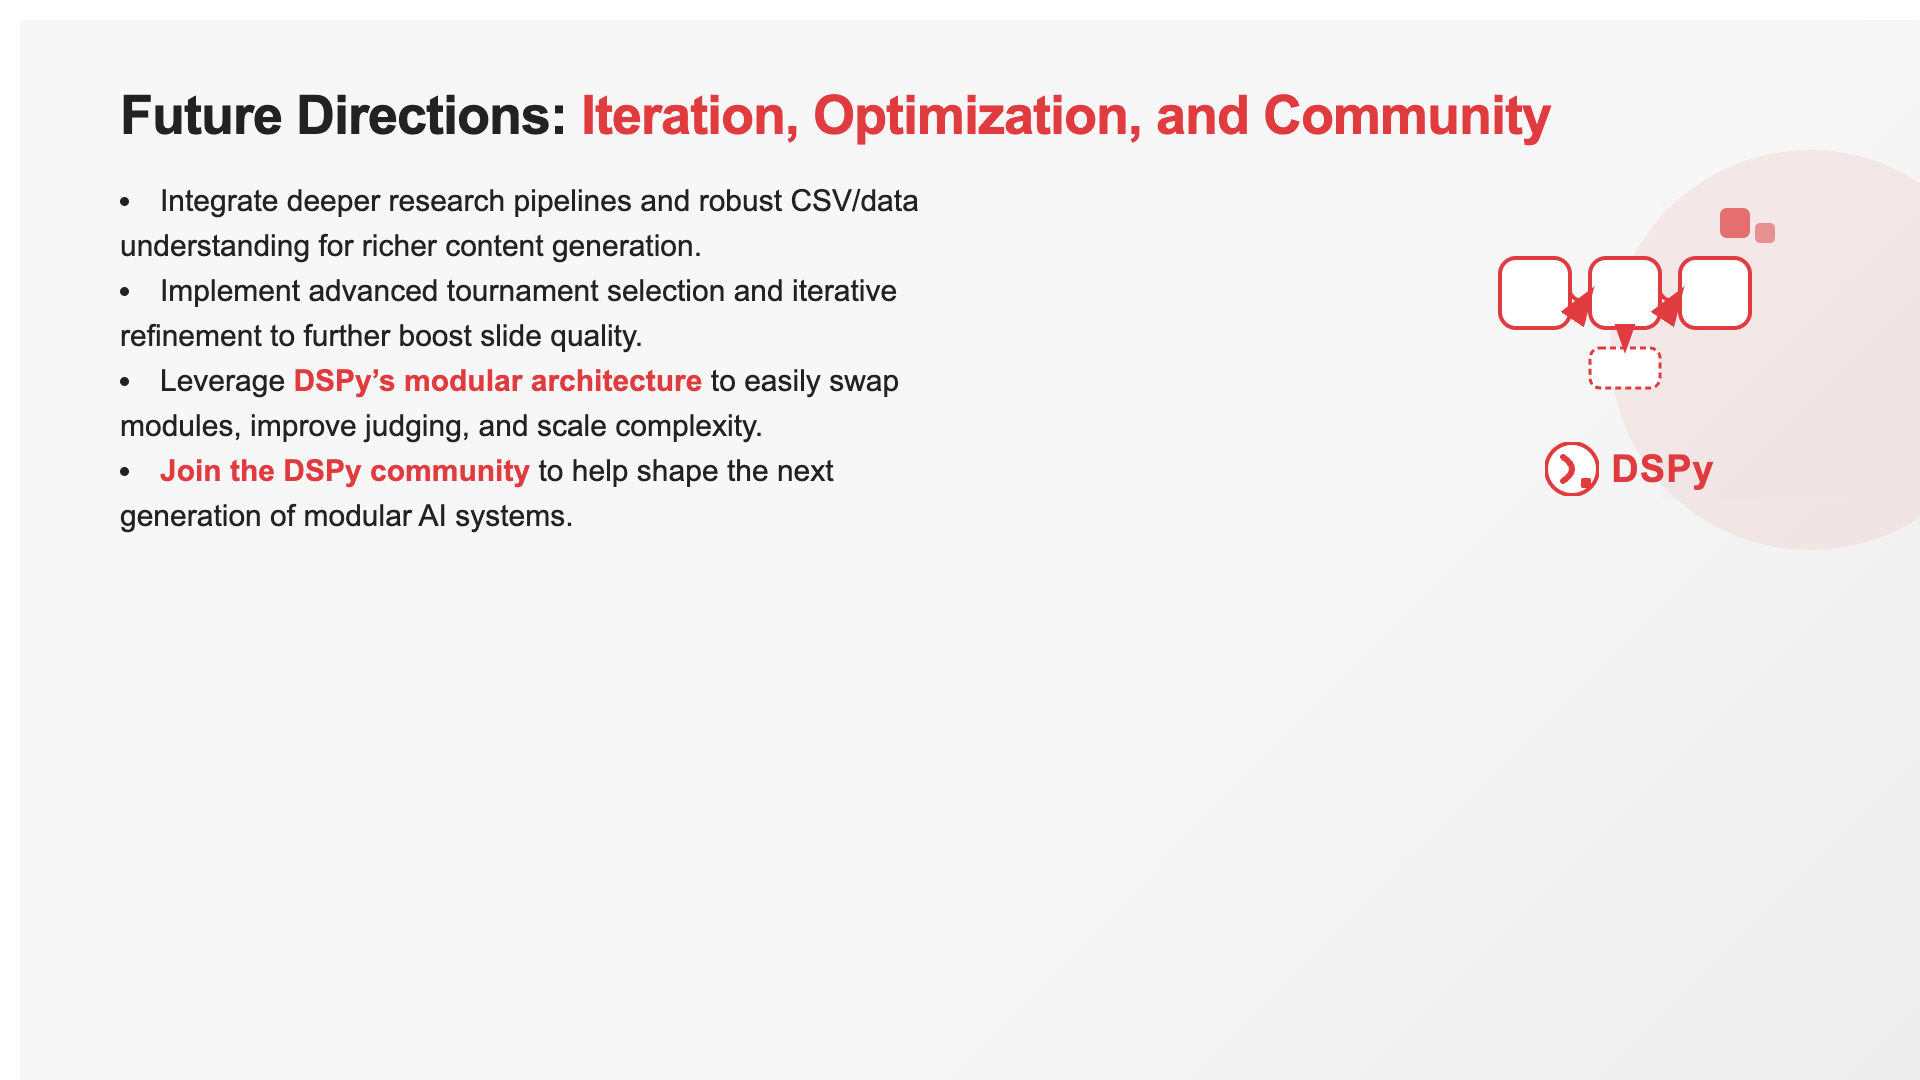 Future Directions: Iteration, Optimization, and Community
• Integrate deeper research pipelines and robust CSV/data
understanding for richer content generation.
• Implement advanced tournament selection and iterative
refinement to further boost slide quality.
• Leverage DSPy’s modular architecture to easily swap
modules, improve judging, and scale complexity.
• Join the DSPy community to help shape the next
generation of modular AI systems.
DSPy